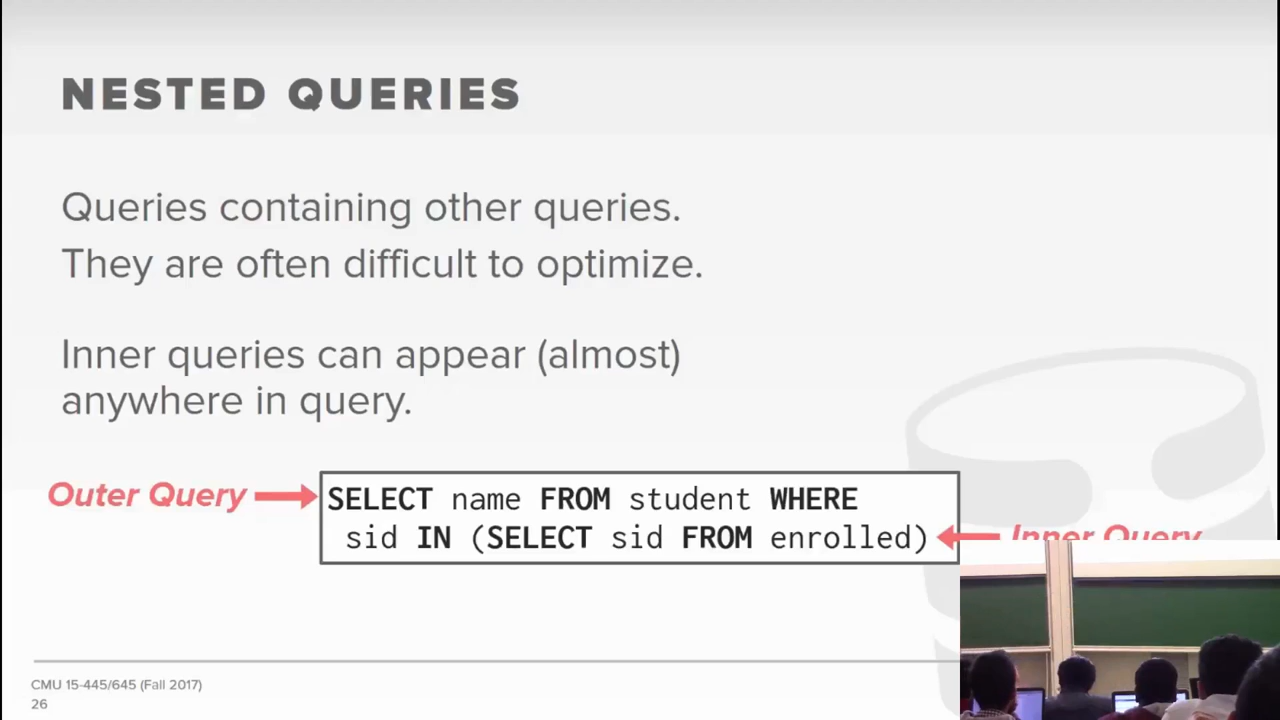 NESTED QUERIES
Queries containing other queries.
They are often difficult to optimize.
Inner queries can appear (almost)
anywhere in query.
Outer Query
SELECT name FROM student WHERE
sid IN (SELECT sid FROM enrolled)
Inner Query
CMU 15-445/645 (Fall 2017)
26